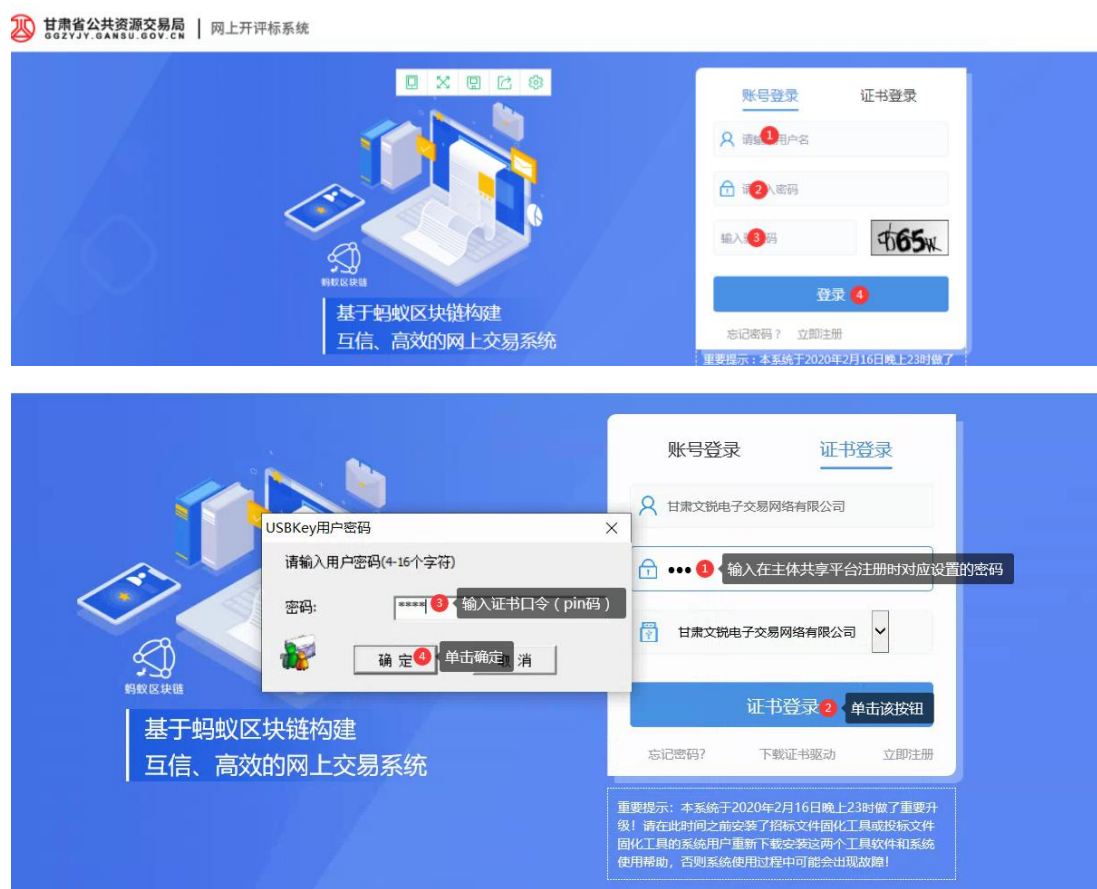 甘肃省公共资源交易局 | 网上开评标系统
GGZYJY.GANSU.GOV.CN
账号登录 证书登录
1
2
3
65w
登录 4
忘记密码？ 立即注册
蚂蚁区块链
基于蚂蚁区块链构建
互信、高效的网上交易系统
重要提示：本系统于2020年2月16日晚上23时做了
账号登录 证书登录
甘肃文锐电子交易网络有限公司
••• 1 输入在主体共享平台注册时对应设置的密码
甘肃文锐电子交易网络有限公司
证书登录 2 单击该按钮
忘记密码? 下载证书驱动 立即注册
USBKey用户密码
请输入用户密码(4-16个字符)
密码: **** 3 输入证书口令（pin码）
确定 4 单击确定 消
蚂蚁区块链
基于蚂蚁区块链构建
互信、高效的网上交易系统
重要提示：本系统于2020年2月16日晚上23时做了重要升
级！请在此时间之前安装了招标文件固化工具或投标文件
固化工具的系统用户重新下载安装这两个工具软件和系统
使用帮助，否则系统使用过程中可能会出现故障！